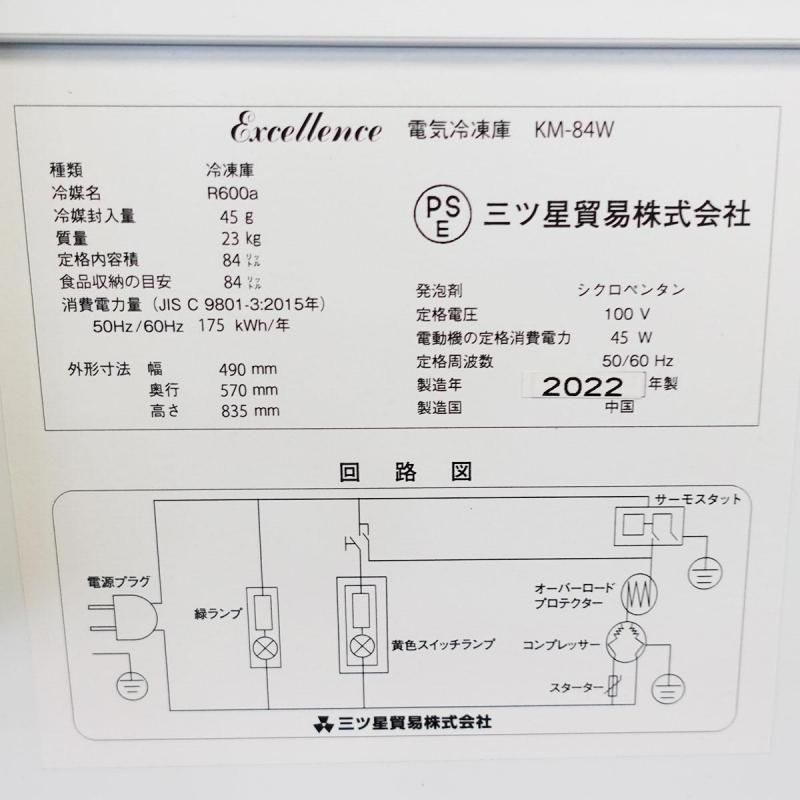 Excellence 電気冷凍庫 KM-84W
種類 冷凍庫
冷媒名 R600a
冷媒封入量 45 g
質量 23 kg
定格内容積 84 リットル
食品収納の目安 84 リットル
消費電力量 (JIS C 9801-3:2015年)
50Hz/60Hz 175 kWh/年
外形寸法 幅 490 mm
奥行 570 mm
高さ 835 mm
PS
E
三ツ星貿易株式会社
発泡剤 シクロペンタン
定格電圧 100 V
電動機の定格消費電力 45 W
定格周波数 50/60 Hz
製造年 2022 年製
製造国 中国
回路図
サーモスタット
電源プラグ
緑ランプ
黄色スイッチランプ
オーバーロード
プロテクター
コンプレッサー
スターター
三ツ星貿易株式会社